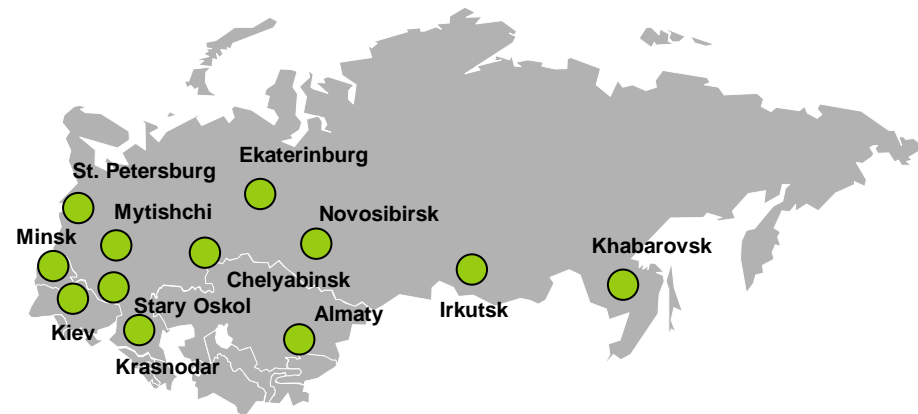 Ekaterinburg
St. Petersburg
Mytishchi
Novosibirsk
Minsk
Khabarovsk
Chelyabinsk
Stary Oskol
Almaty
Irkutsk
Kiev
Krasnodar